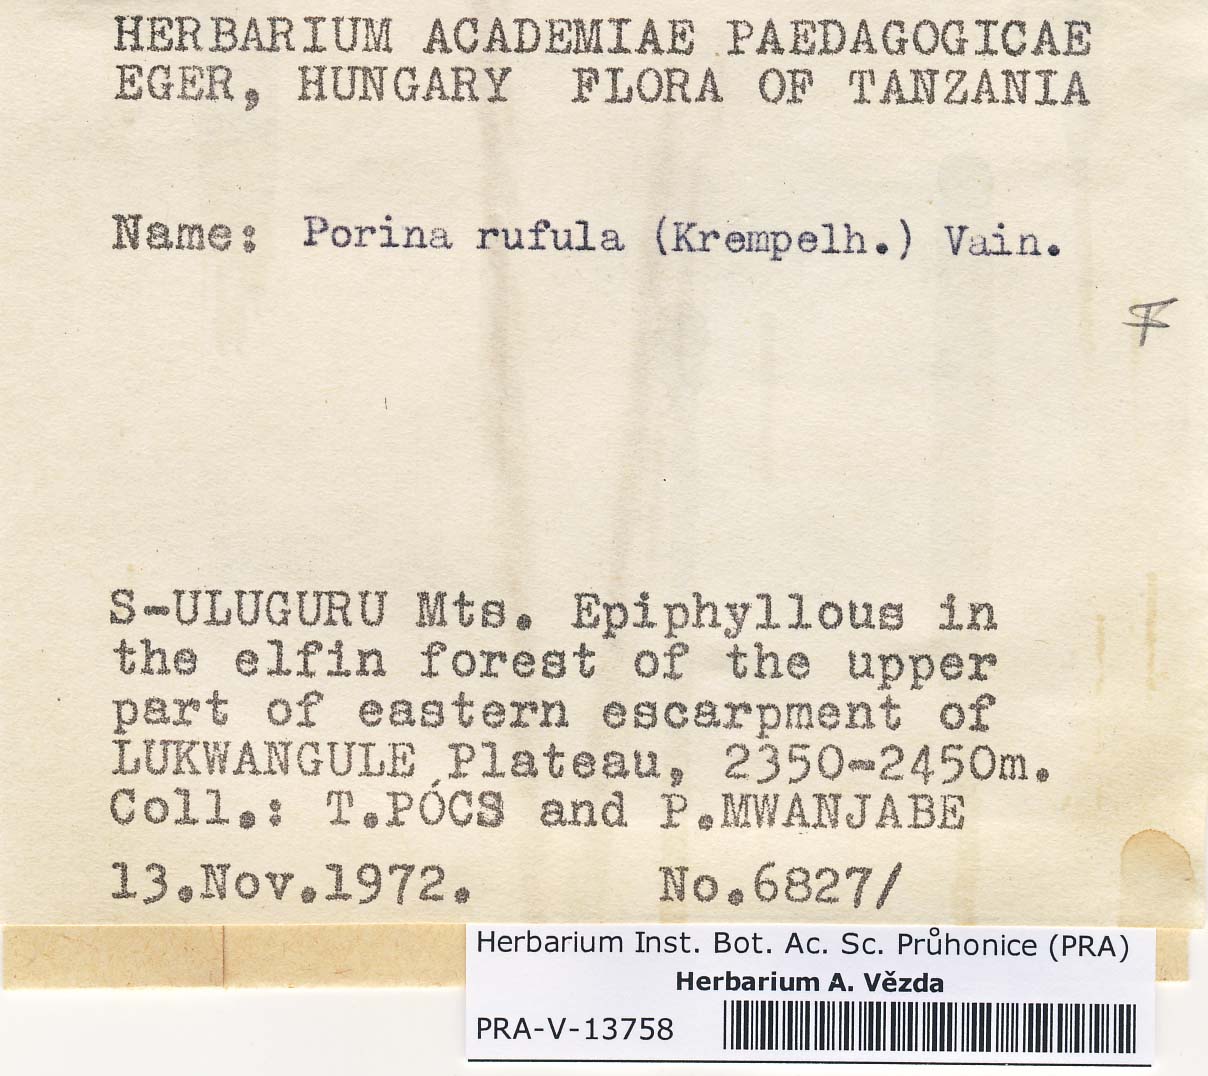 HERBARIUM ACADEMIAE PAEDAGOGICAE
EGER, HUNGARY FLORA OF TANZANIA
Name: Porina rufula (Krempelh.) Vain.
S-ULUGURU Mts. Epiphyllous in
the elfin forest of the upper
part of eastern escarpment of
LUKWANGULE Plateau, 2350-2450m.
Coll.: T.PÓCS and P.MWANJABE
13.Nov.1972. No.6827/
Herbarium Inst. Bot. Ac. Sc. Průhonice (PRA)
Herbarium A. Vězda
PRA-V-13758